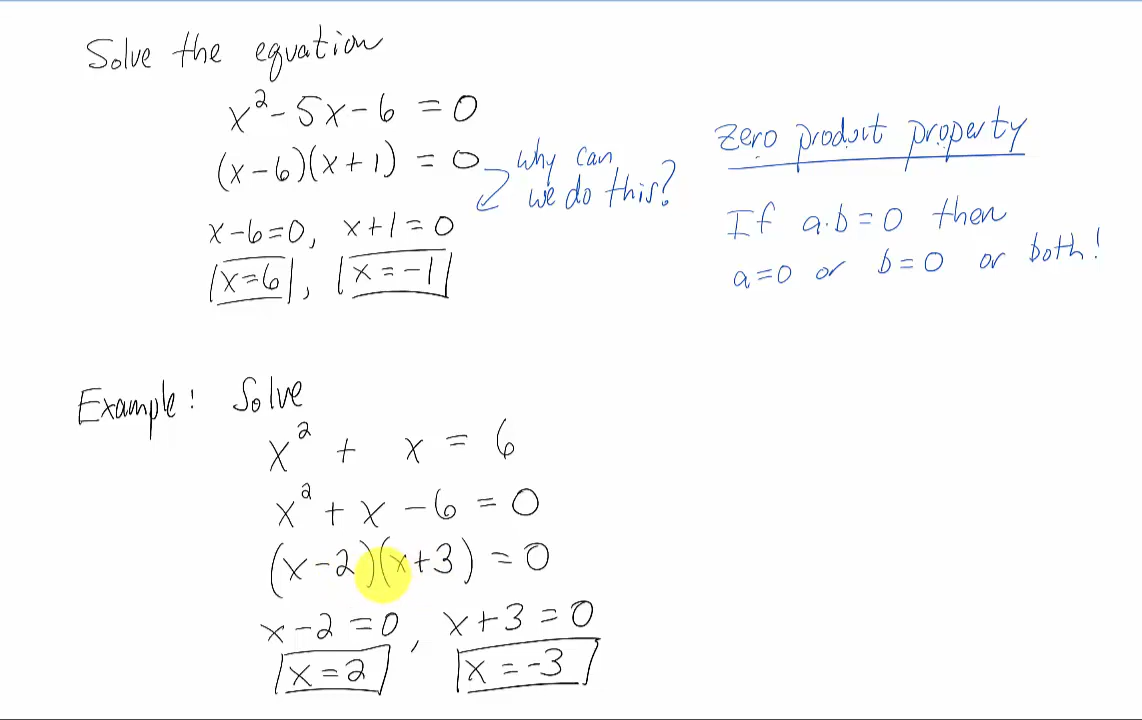 Solve the equation
x² - 5x - 6 = 0
(x - 6)(x + 1) = 0
why can
we do this?
x - 6 = 0, x + 1 = 0
x = 6, x = -1
Zero product property
If a·b = 0 then
a = 0 or b = 0 or both!
Example: Solve
x² + x = 6
x² + x - 6 = 0
(x - 2)(x + 3) = 0
x - 2 = 0, x + 3 = 0
x = 2 x = -3